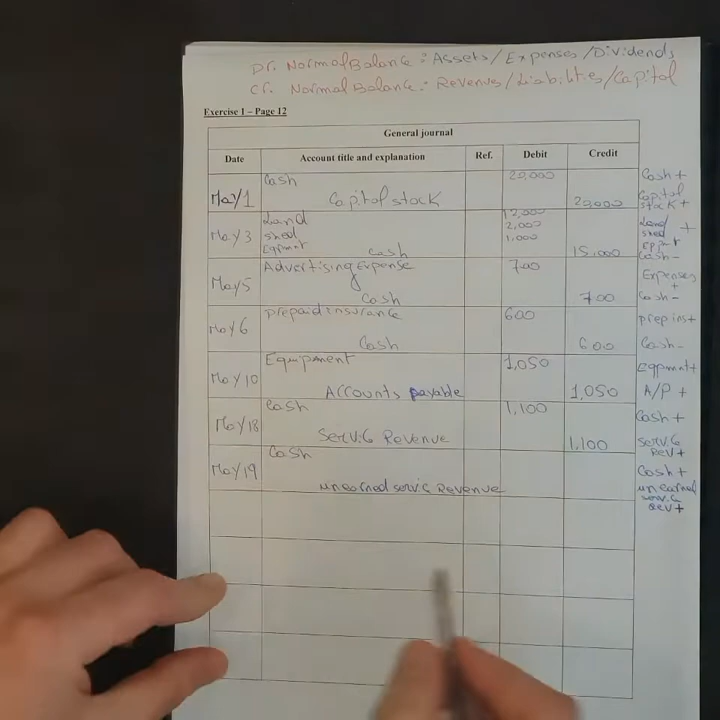 Dr. Normal Balance : Assets / Expenses / Dividends
Cr. Normal Balance : Revenues / Liabilities / Capital
Exercise 1 – Page 12
General journal
Date Account title and explanation Ref. Debit Credit
Cash 20,000 Cash +
May 1 Capital stock 20,000 Capital stock +
Land 12,000 Land
May 3 shed 2,000 shed +
Eqpment 1,000 Eppmt
Cash 15,000 Cash -
Advertising Expense 700 Expenses +
May 5
Cash 700 Cash -
prepaid insurance 600 prep ins +
May 6
Cash 600 Cash -
Equipment 1,050 Eqpmnt +
May 10
Accounts payable 1,050 A/P +
Cash 1,100 Cash +
May 18
Service Revenue 1,100 Service Rev +
Cash Cash +
May 19
unearned service Revenue unearned service Rev +